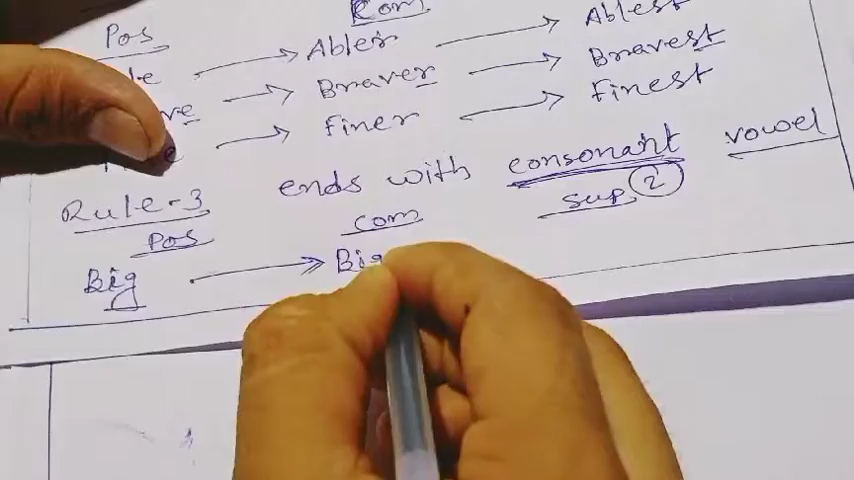 Pos Com
Abler Ablest
Braver Bravest
Finer Finest
Rule-3 ends with consonant vowel
Pos com sup 2
Big Big